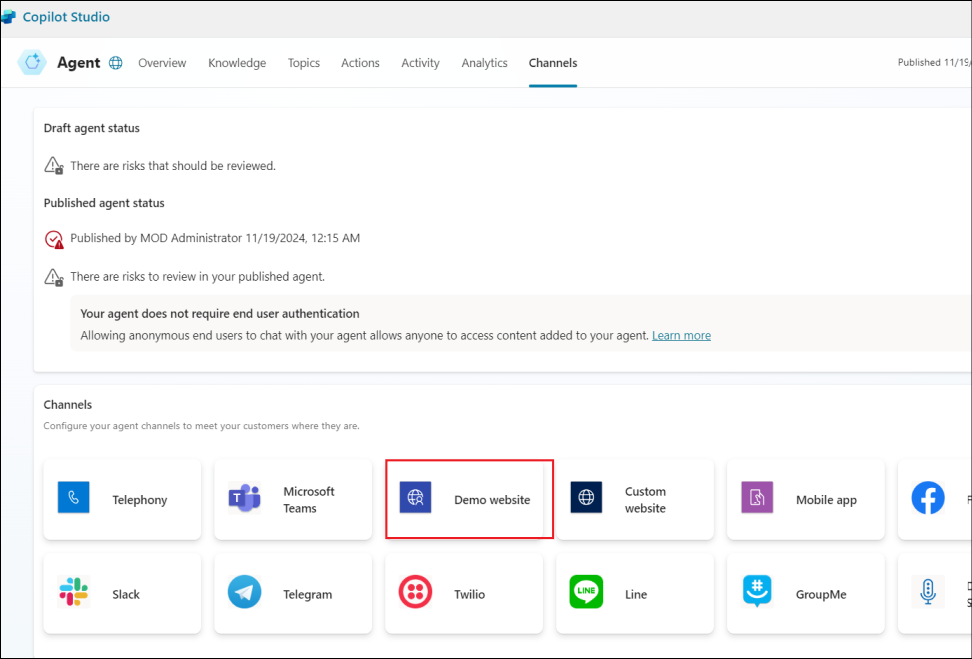 Copilot Studio
Agent
Overview
Knowledge
Topics
Actions
Activity
Analytics
Channels
Published 11/19/
Draft agent status
There are risks that should be reviewed.
Published agent status
Published by MOD Administrator 11/19/2024, 12:15 AM
There are risks to review in your published agent.
Your agent does not require end user authentication
Allowing anonymous end users to chat with your agent allows anyone to access content added to your agent. Learn more
Channels
Configure your agent channels to meet your customers where they are.
Telephony
T
Microsoft
Teams
Demo website
Custom
website
Mobile app
Slack
Telegram
Twilio
LINE
Line
GroupMe